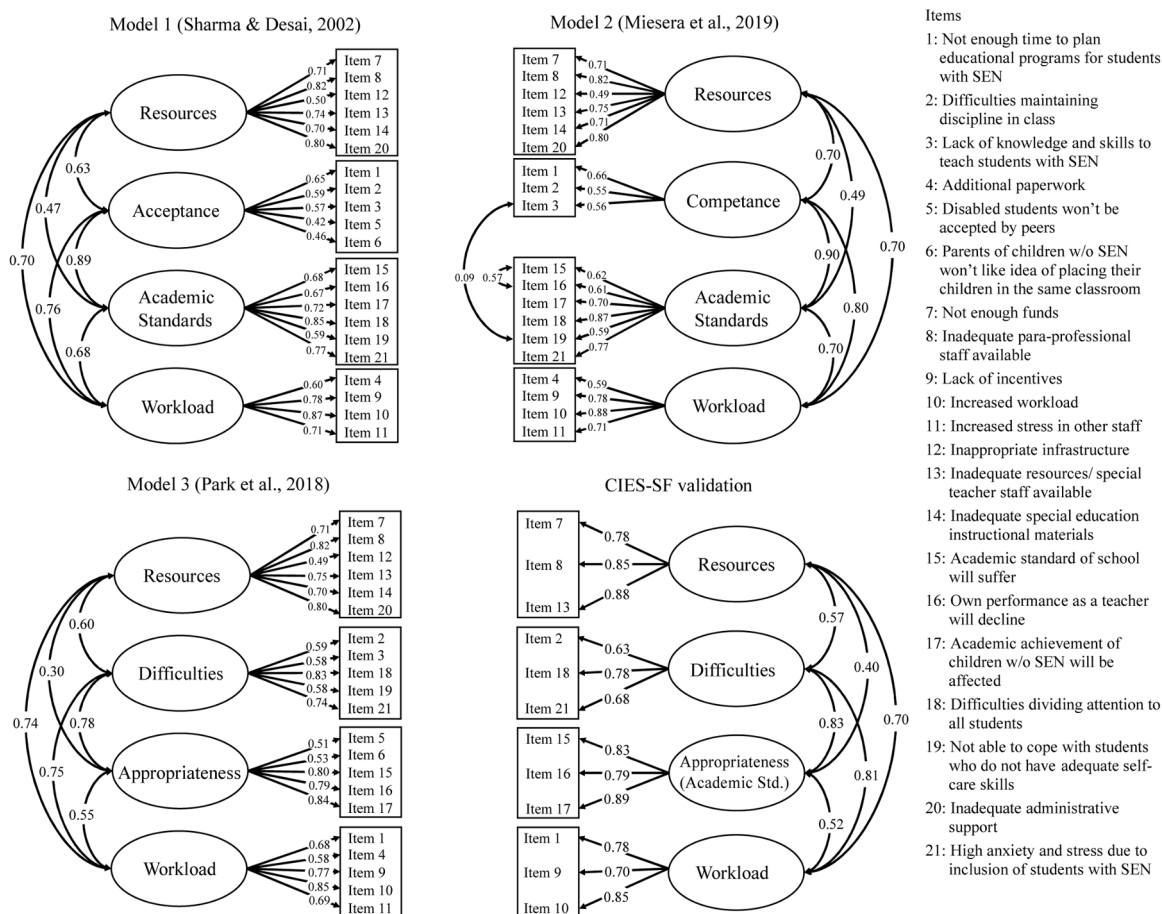 Model 1 (Sharma & Desai, 2002)
Resources
Acceptance
Academic
Standards
Workload
0.63
0.47
0.89
0.70
0.76
0.68
0.71
0.82
0.50
0.74
0.70
0.80
Item 7
Item 8
Item 12
Item 13
Item 14
Item 20
0.65
0.59
0.57
0.42
0.46
Item 1
Item 2
Item 3
Item 5
Item 6
0.68
0.67
0.72
0.85
0.59
0.77
Item 15
Item 16
Item 17
Item 18
Item 19
Item 21
0.60
0.78
0.87
0.71
Item 4
Item 9
Item 10
Item 11
Model 2 (Miesera et al., 2019)
Item 7
Item 8
Item 12
Item 13
Item 14
Item 20
0.71
0.82
0.49
0.75
0.71
0.80
Resources
Item 1
Item 2
Item 3
0.66
0.55
0.56
Competance
0.09
0.57
Item 15
Item 16
Item 17
Item 18
Item 19
Item 21
0.62
0.61
0.70
0.87
0.59
0.77
Academic
Standards
Item 4
Item 9
Item 10
Item 11
0.59
0.78
0.88
0.71
Workload
0.70
0.49
0.70
0.90
0.80
0.70
Model 3 (Park et al., 2018)
Resources
Difficulties
Appropriateness
Workload
0.60
0.30
0.78
0.74
0.75
0.55
0.71
0.82
0.49
0.75
0.70
0.80
Item 7
Item 8
Item 12
Item 13
Item 14
Item 20
0.59
0.58
0.83
0.58
0.74
Item 2
Item 3
Item 18
Item 19
Item 21
0.51
0.53
0.80
0.79
0.84
Item 5
Item 6
Item 15
Item 16
Item 17
0.68
0.58
0.77
0.85
0.69
Item 1
Item 4
Item 9
Item 10
Item 11
CIES-SF validation
Item 7
Item 8
Item 13
0.78
0.85
0.88
Resources
Item 2
Item 18
Item 21
0.63
0.78
0.68
Difficulties
Item 15
Item 16
Item 17
0.83
0.79
0.89
Appropriateness
(Academic Std.)
Item 1
Item 9
Item 10
0.78
0.70
0.85
Workload
0.57
0.40
0.83
0.70
0.81
0.52
Items
1: Not enough time to plan
educational programs for students
with SEN
2: Difficulties maintaining
discipline in class
3: Lack of knowledge and skills to
teach students with SEN
4: Additional paperwork
5: Disabled students won't be
accepted by peers
6: Parents of children w/o SEN
won't like idea of placing their
children in the same classroom
7: Not enough funds
8: Inadequate para-professional
staff available
9: Lack of incentives
10: Increased workload
11: Increased stress in other staff
12: Inappropriate infrastructure
13: Inadequate resources/ special
teacher staff available
14: Inadequate special education
instructional materials
15: Academic standard of school
will suffer
16: Own performance as a teacher
will decline
17: Academic achievement of
children w/o SEN will be
affected
18: Difficulties dividing attention to
all students
19: Not able to cope with students
who do not have adequate self-
care skills
20: Inadequate administrative
support
21: High anxiety and stress due to
inclusion of students with SEN